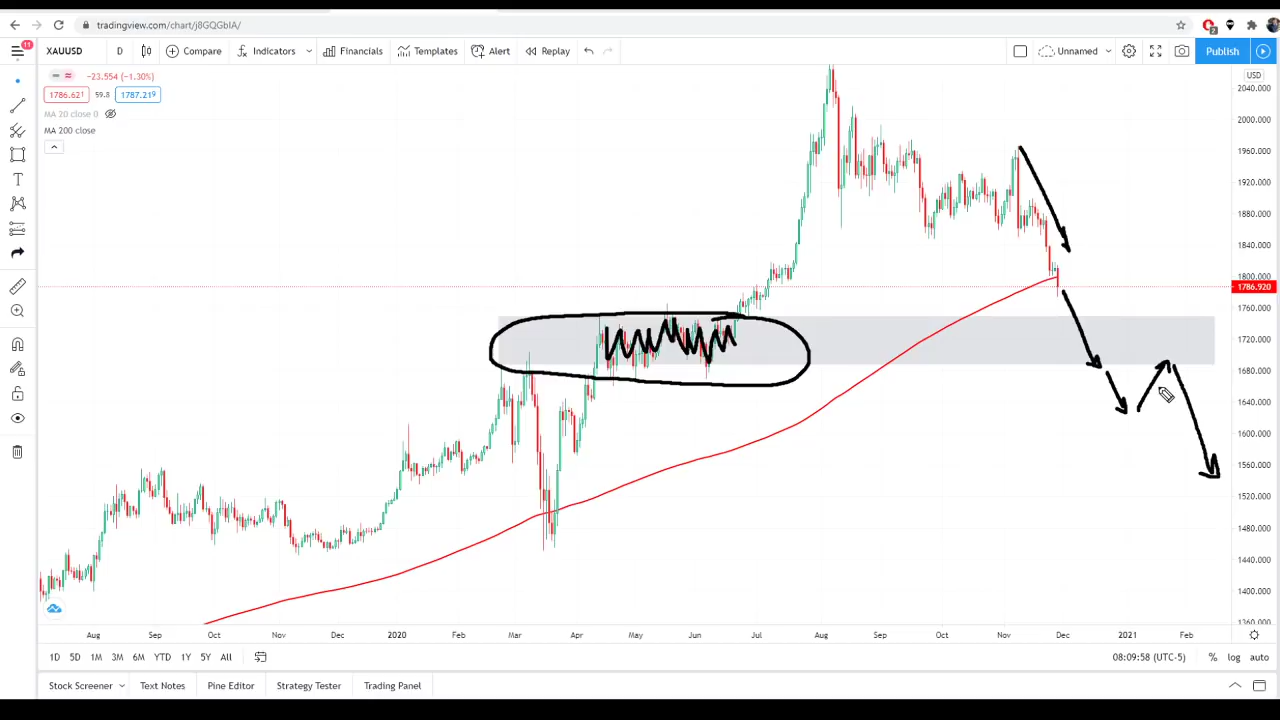 tradingview.com/chart/j8GQGbIA/
2
11
XAUUSD D Compare Indicators Financials Templates Alert Replay Unnamed Publish
−23.554 (−1.30%)
USD
1786.621 59.8 1787.219
MA 20 close 0
MA 200 close
2040.000
2000.000
1960.000
1920.000
1880.000
1840.000
1800.000
1786.920
1760.000
1720.000
1680.000
1640.000
1600.000
1560.000
1520.000
1480.000
1440.000
1400.000
1360.000
Aug Sep Oct Nov Dec 2020 Feb Mar Apr May Jun Jul Aug Sep Oct Nov Dec 2021 Feb
1D 5D 1M 3M 6M YTD 1Y 5Y All 08:09:58 (UTC-5) % log auto
Stock Screener Text Notes Pine Editor Strategy Tester Trading Panel